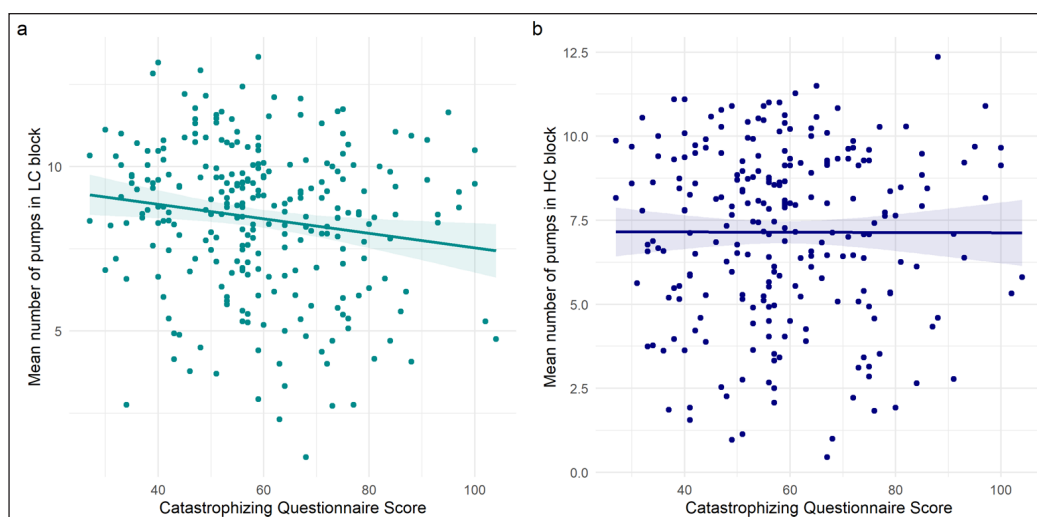 a
Mean number of pumps in LC block
10
5
40
60
80
100
Catastrophizing Questionnaire Score
b
Mean number of pumps in HC block
12.5
10.0
7.5
5.0
2.5
0.0
40
60
80
100
Catastrophizing Questionnaire Score